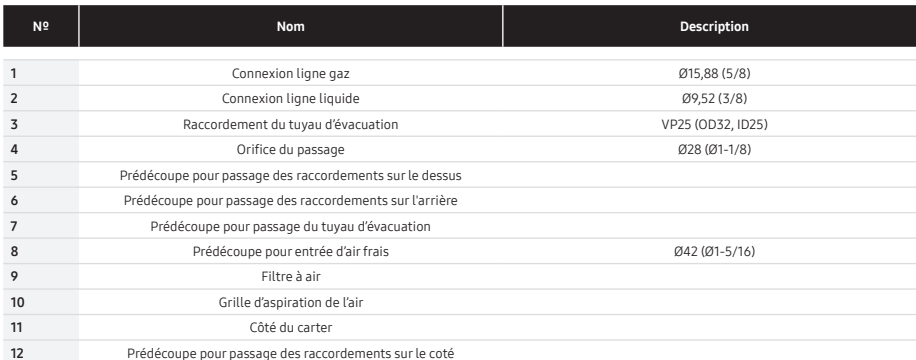 Nº Nom Description
1 Connexion ligne gaz Ø15,88 (5/8)
2 Connexion ligne liquide Ø9,52 (3/8)
3 Raccordement du tuyau d'évacuation VP25 (OD32, ID25)
4 Orifice du passage Ø28 (Ø1-1/8)
5 Prédécoupe pour passage des raccordements sur le dessus
6 Prédécoupe pour passage des raccordements sur l'arrière
7 Prédécoupe pour passage du tuyau d'évacuation
8 Prédécoupe pour entrée d'air frais Ø42 (Ø1-5/16)
9 Filtre à air
10 Grille d'aspiration de l'air
11 Côté du carter
12 Prédécoupe pour passage des raccordements sur le coté